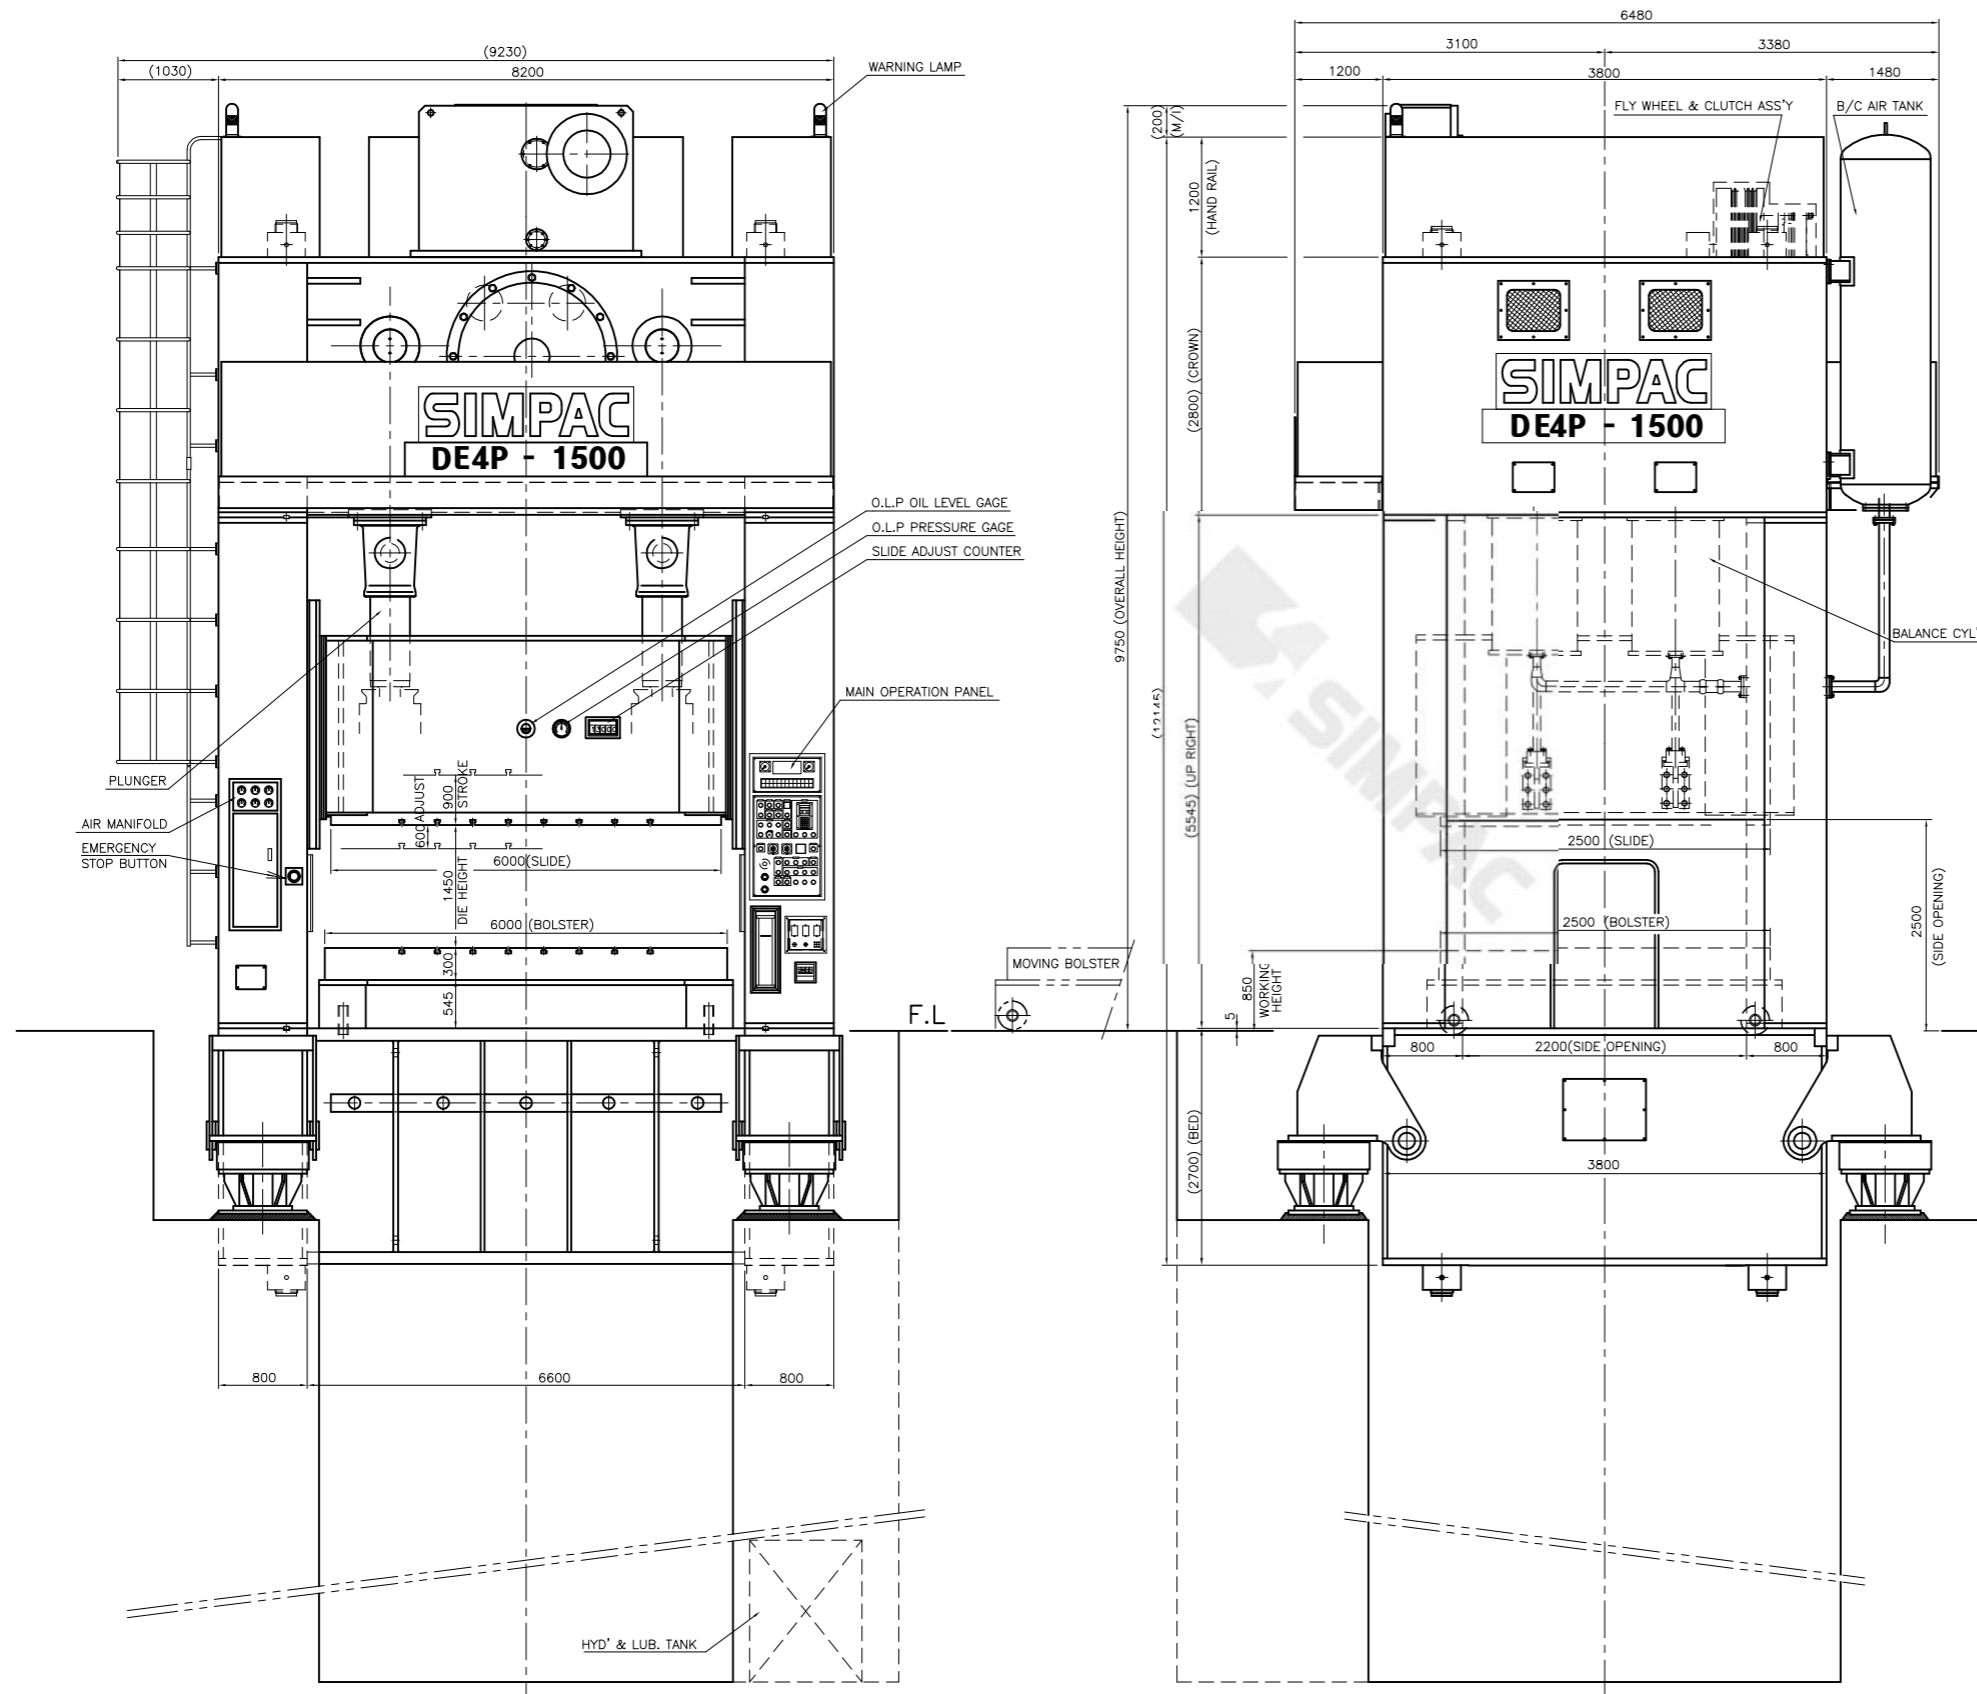 (9230)
(1030)
8200
WARNING LAMP
SIMPAC
DE4P - 1500
O.L.P OIL LEVEL GAGE
O.L.P PRESSURE GAGE
SLIDE ADJUST COUNTER
MAIN OPERATION PANEL
PLUNGER
AIR MANIFOLD
EMERGENCY
STOP BUTTON
900
STROKE
600
ADJUST
6000(SLIDE)
1450
DIE HEIGHT
6000 (BOLSTER)
300
545
F.L
MOVING BOLSTER
800
6600
800
HYD' & LUB. TANK
6480
3100
3380
1200
3800
1480
FLY WHEEL & CLUTCH ASS'Y
B/C AIR TANK
(200)
(M/I)
1200
(HAND RAIL)
(2800) (CROWN)
SIMPAC
DE4P - 1500
9750 (OVERALL HEIGHT)
(12145)
(5545) (UP RIGHT)
BALANCE CYL'
SIMPAC
2500 (SLIDE)
2500 (BOLSTER)
2500
(SIDE OPENING)
850
WORKING
HEIGHT
5
800
2200(SIDE OPENING)
800
(2700) (BED)
3800